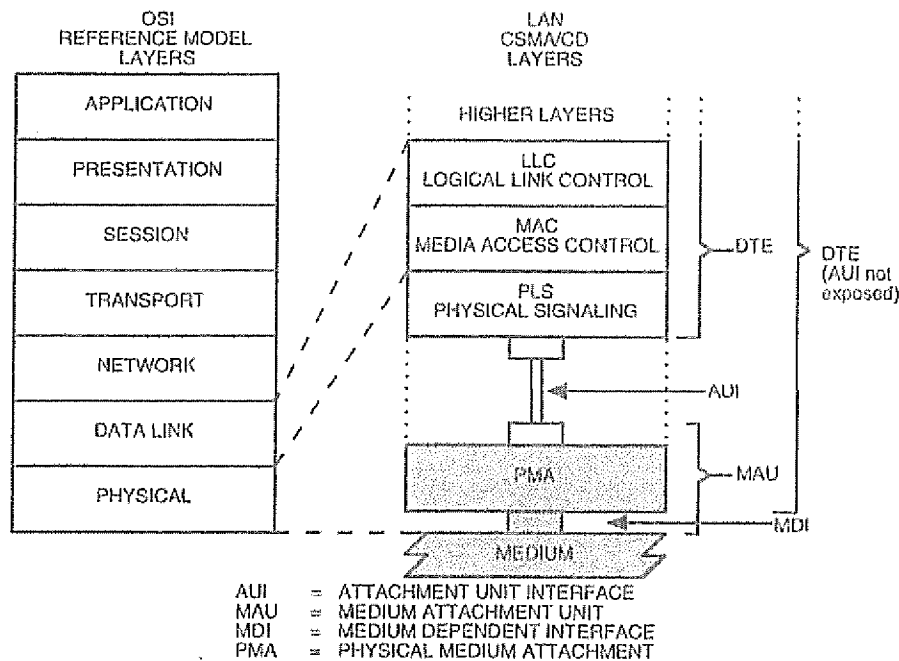 OSI
REFERENCE MODEL
LAYERS
APPLICATION
PRESENTATION
SESSION
TRANSPORT
NETWORK
DATA LINK
PHYSICAL
LAN
CSMA/CD
LAYERS
HIGHER LAYERS
LLC
LOGICAL LINK CONTROL
MAC
MEDIA ACCESS CONTROL
PLS
PHYSICAL SIGNALING
DTE
DTE
(AUI not
exposed)
AUI
PMA
MAU
MDI
MEDIUM
AUI = ATTACHMENT UNIT INTERFACE
MAU = MEDIUM ATTACHMENT UNIT
MDI = MEDIUM DEPENDENT INTERFACE
PMA = PHYSICAL MEDIUM ATTACHMENT